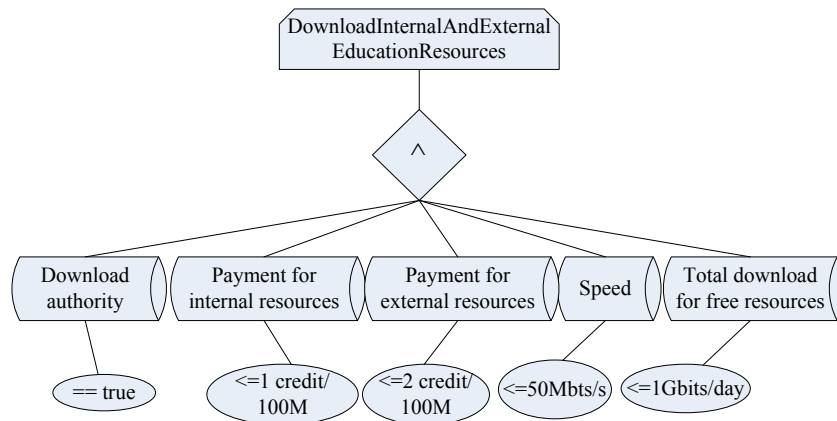 DownloadInternalAndExternal
EducationResources
^
Download
authority
Payment for
internal resources
Payment for
external resources
Speed
Total download
for free resources
== true
<=1 credit/
100M
<=2 credit/
100M
<=50Mbts/s
<=1Gbits/day